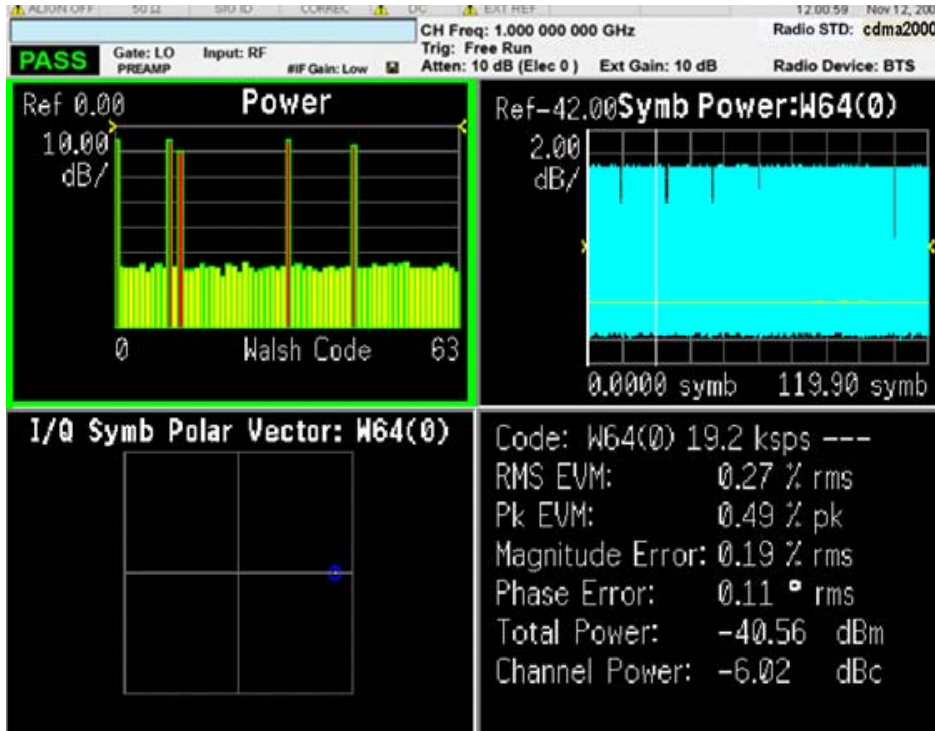 ALIGN OFF 50 Ω CORREC DC EXT REF 12:00:59 Nov 12, 200
CH Freq: 1.000 000 000 GHz Radio STD: cdma2000
Trig: Free Run
PASS Gate: LO Input: RF
PREAMP #IF Gain: Low Atten: 10 dB (Elec 0 ) Ext Gain: 10 dB Radio Device: BTS
Ref 0.00 Power
10.00
dB/
0 Walsh Code 63
Ref-42.00Symb Power:W64(0)
2.00
dB/
0.0000 symb 119.90 symb
I/Q Symb Polar Vector: W64(0)
Code: W64(0) 19.2 ksps ---
RMS EVM: 0.27 % rms
Pk EVM: 0.49 % pk
Magnitude Error: 0.19 % rms
Phase Error: 0.11 ° rms
Total Power: -40.56 dBm
Channel Power: -6.02 dBc